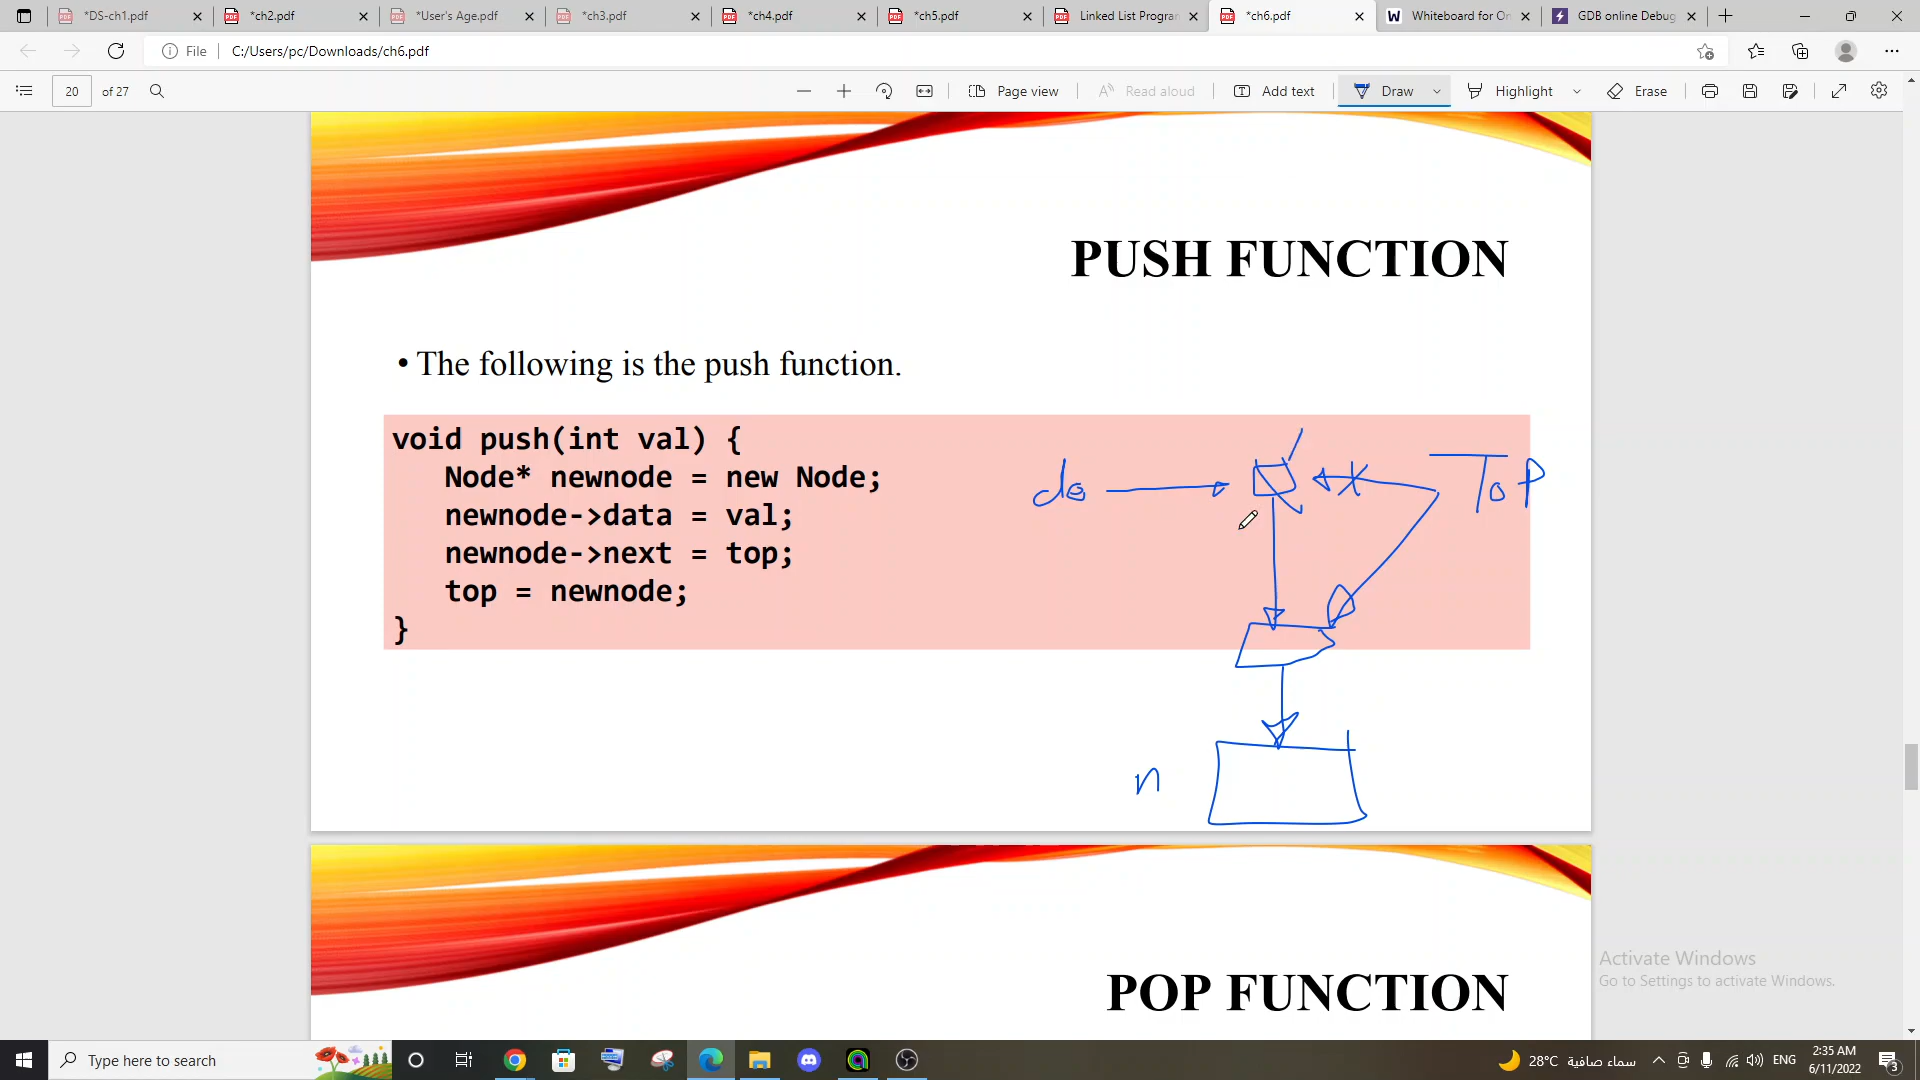 *DS-ch1.pdf
*ch2.pdf
*User's Age.pdf
*ch3.pdf
*ch4.pdf
*ch5.pdf
Linked List Progran
*ch6.pdf
Whiteboard for On
GDB online Debug
File
C:/Users/pc/Downloads/ch6.pdf
20
of 27
Page view
Read aloud
Add text
Draw
Highlight
Erase
PUSH FUNCTION
• The following is the push function.
void push(int val) {
Node* newnode = new Node;
newnode->data = val;
newnode->next = top;
top = newnode;
}
ToP
n
POP FUNCTION
Activate Windows
Go to Settings to activate Windows.
Type here to search
28°C سماء صافية
ENG
2:35 AM
6/11/2022
3